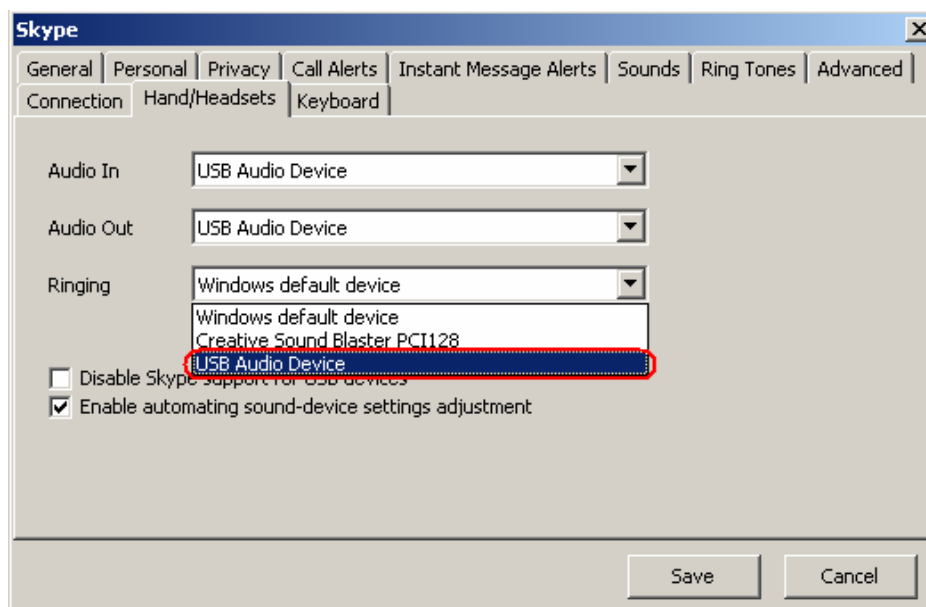 Skype
General Personal Privacy Call Alerts Instant Message Alerts Sounds Ring Tones Advanced
Connection Hand/Headsets Keyboard
Audio In USB Audio Device
Audio Out USB Audio Device
Ringing Windows default device
Windows default device
Creative Sound Blaster PCI128
USB Audio Device
Disable Skype support for USB devices
Enable automating sound-device settings adjustment
Save Cancel